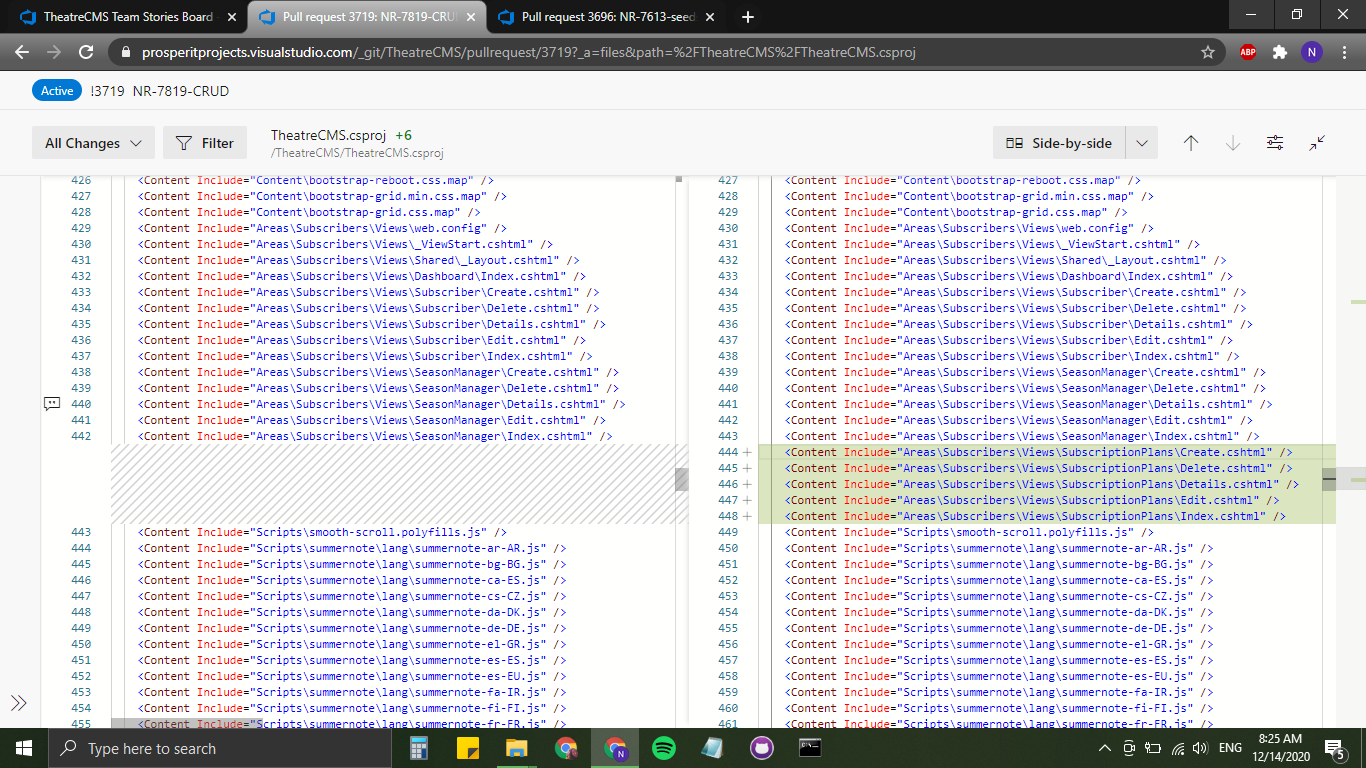 TheatreCMS Team Stories Board -
Pull request 3719: NR-7819-CRU
Pull request 3696: NR-7613-seed
prosperitprojects.visualstudio.com/_git/TheatreCMS/pullrequest/3719?_a=files&path=%2FTheatreCMS%2FTheatreCMS.csproj
ABP
N
Active !3719 NR-7819-CRUD
All Changes
Filter
TheatreCMS.csproj +6
/TheatreCMS/TheatreCMS.csproj
Side-by-side
426 <Content Include="Content\bootstrap-reboot.css.map" />
427 <Content Include="Content\bootstrap-grid.min.css.map" />
428 <Content Include="Content\bootstrap-grid.css.map" />
429 <Content Include="Areas\Subscribers\Views\web.config" />
430 <Content Include="Areas\Subscribers\Views\_ViewStart.cshtml" />
431 <Content Include="Areas\Subscribers\Views\Shared\_Layout.cshtml" />
432 <Content Include="Areas\Subscribers\Views\Dashboard\Index.cshtml" />
433 <Content Include="Areas\Subscribers\Views\Subscriber\Create.cshtml" />
434 <Content Include="Areas\Subscribers\Views\Subscriber\Delete.cshtml" />
435 <Content Include="Areas\Subscribers\Views\Subscriber\Details.cshtml" />
436 <Content Include="Areas\Subscribers\Views\Subscriber\Edit.cshtml" />
437 <Content Include="Areas\Subscribers\Views\Subscriber\Index.cshtml" />
438 <Content Include="Areas\Subscribers\Views\SeasonManager\Create.cshtml" />
439 <Content Include="Areas\Subscribers\Views\SeasonManager\Delete.cshtml" />
440 <Content Include="Areas\Subscribers\Views\SeasonManager\Details.cshtml" />
441 <Content Include="Areas\Subscribers\Views\SeasonManager\Edit.cshtml" />
442 <Content Include="Areas\Subscribers\Views\SeasonManager\Index.cshtml" />
443 <Content Include="Scripts\smooth-scroll.polyfills.js" />
444 <Content Include="Scripts\summernote\lang\summernote-ar-AR.js" />
445 <Content Include="Scripts\summernote\lang\summernote-bg-BG.js" />
446 <Content Include="Scripts\summernote\lang\summernote-ca-ES.js" />
447 <Content Include="Scripts\summernote\lang\summernote-cs-CZ.js" />
448 <Content Include="Scripts\summernote\lang\summernote-da-DK.js" />
449 <Content Include="Scripts\summernote\lang\summernote-de-DE.js" />
450 <Content Include="Scripts\summernote\lang\summernote-el-GR.js" />
451 <Content Include="Scripts\summernote\lang\summernote-es-ES.js" />
452 <Content Include="Scripts\summernote\lang\summernote-es-EU.js" />
453 <Content Include="Scripts\summernote\lang\summernote-fa-IR.js" />
454 <Content Include="Scripts\summernote\lang\summernote-fi-FI.js" />
455 <Content Include="Scripts\summernote\lang\summernote-fr-FR.js" />
427 <Content Include="Content\bootstrap-reboot.css.map" />
428 <Content Include="Content\bootstrap-grid.min.css.map" />
429 <Content Include="Content\bootstrap-grid.css.map" />
430 <Content Include="Areas\Subscribers\Views\web.config" />
431 <Content Include="Areas\Subscribers\Views\_ViewStart.cshtml" />
432 <Content Include="Areas\Subscribers\Views\Shared\_Layout.cshtml" />
433 <Content Include="Areas\Subscribers\Views\Dashboard\Index.cshtml" />
434 <Content Include="Areas\Subscribers\Views\Subscriber\Create.cshtml" />
435 <Content Include="Areas\Subscribers\Views\Subscriber\Delete.cshtml" />
436 <Content Include="Areas\Subscribers\Views\Subscriber\Details.cshtml" />
437 <Content Include="Areas\Subscribers\Views\Subscriber\Edit.cshtml" />
438 <Content Include="Areas\Subscribers\Views\Subscriber\Index.cshtml" />
439 <Content Include="Areas\Subscribers\Views\SeasonManager\Create.cshtml" />
440 <Content Include="Areas\Subscribers\Views\SeasonManager\Delete.cshtml" />
441 <Content Include="Areas\Subscribers\Views\SeasonManager\Details.cshtml" />
442 <Content Include="Areas\Subscribers\Views\SeasonManager\Edit.cshtml" />
443 <Content Include="Areas\Subscribers\Views\SeasonManager\Index.cshtml" />
444 + <Content Include="Areas\Subscribers\Views\SubscriptionPlans\Create.cshtml" />
445 + <Content Include="Areas\Subscribers\Views\SubscriptionPlans\Delete.cshtml" />
446 + <Content Include="Areas\Subscribers\Views\SubscriptionPlans\Details.cshtml" />
447 + <Content Include="Areas\Subscribers\Views\SubscriptionPlans\Edit.cshtml" />
448 + <Content Include="Areas\Subscribers\Views\SubscriptionPlans\Index.cshtml" />
449 <Content Include="Scripts\smooth-scroll.polyfills.js" />
450 <Content Include="Scripts\summernote\lang\summernote-ar-AR.js" />
451 <Content Include="Scripts\summernote\lang\summernote-bg-BG.js" />
452 <Content Include="Scripts\summernote\lang\summernote-ca-ES.js" />
453 <Content Include="Scripts\summernote\lang\summernote-cs-CZ.js" />
454 <Content Include="Scripts\summernote\lang\summernote-da-DK.js" />
455 <Content Include="Scripts\summernote\lang\summernote-de-DE.js" />
456 <Content Include="Scripts\summernote\lang\summernote-el-GR.js" />
457 <Content Include="Scripts\summernote\lang\summernote-es-ES.js" />
458 <Content Include="Scripts\summernote\lang\summernote-es-EU.js" />
459 <Content Include="Scripts\summernote\lang\summernote-fa-IR.js" />
460 <Content Include="Scripts\summernote\lang\summernote-fi-FI.js" />
461 <Content Include="Scripts\summernote\lang\summernote-fr-FR.js" />
Type here to search
N
ENG
8:25 AM
12/14/2020
5